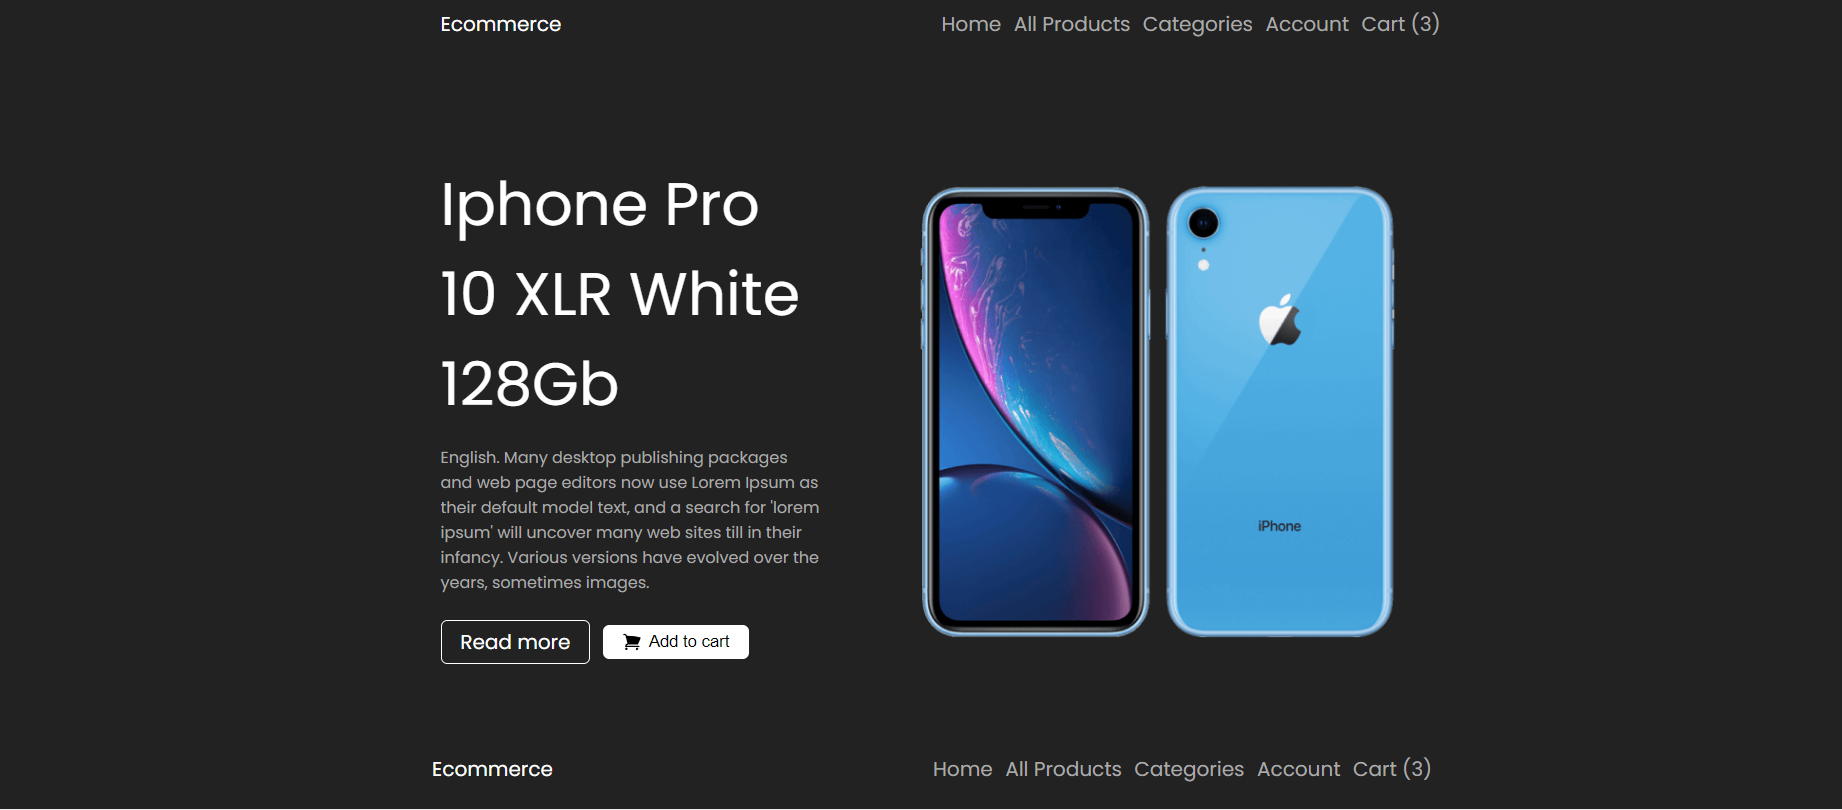 Ecommerce
Home All Products Categories Account Cart (3)
Iphone Pro
10 XLR White
128Gb
English. Many desktop publishing packages
and web page editors now use Lorem Ipsum as
their default model text, and a search for 'lorem
ipsum' will uncover many web sites till in their
infancy. Various versions have evolved over the
years, sometimes images.
Read more
Add to cart
iPhone
Ecommerce
Home All Products Categories Account Cart (3)